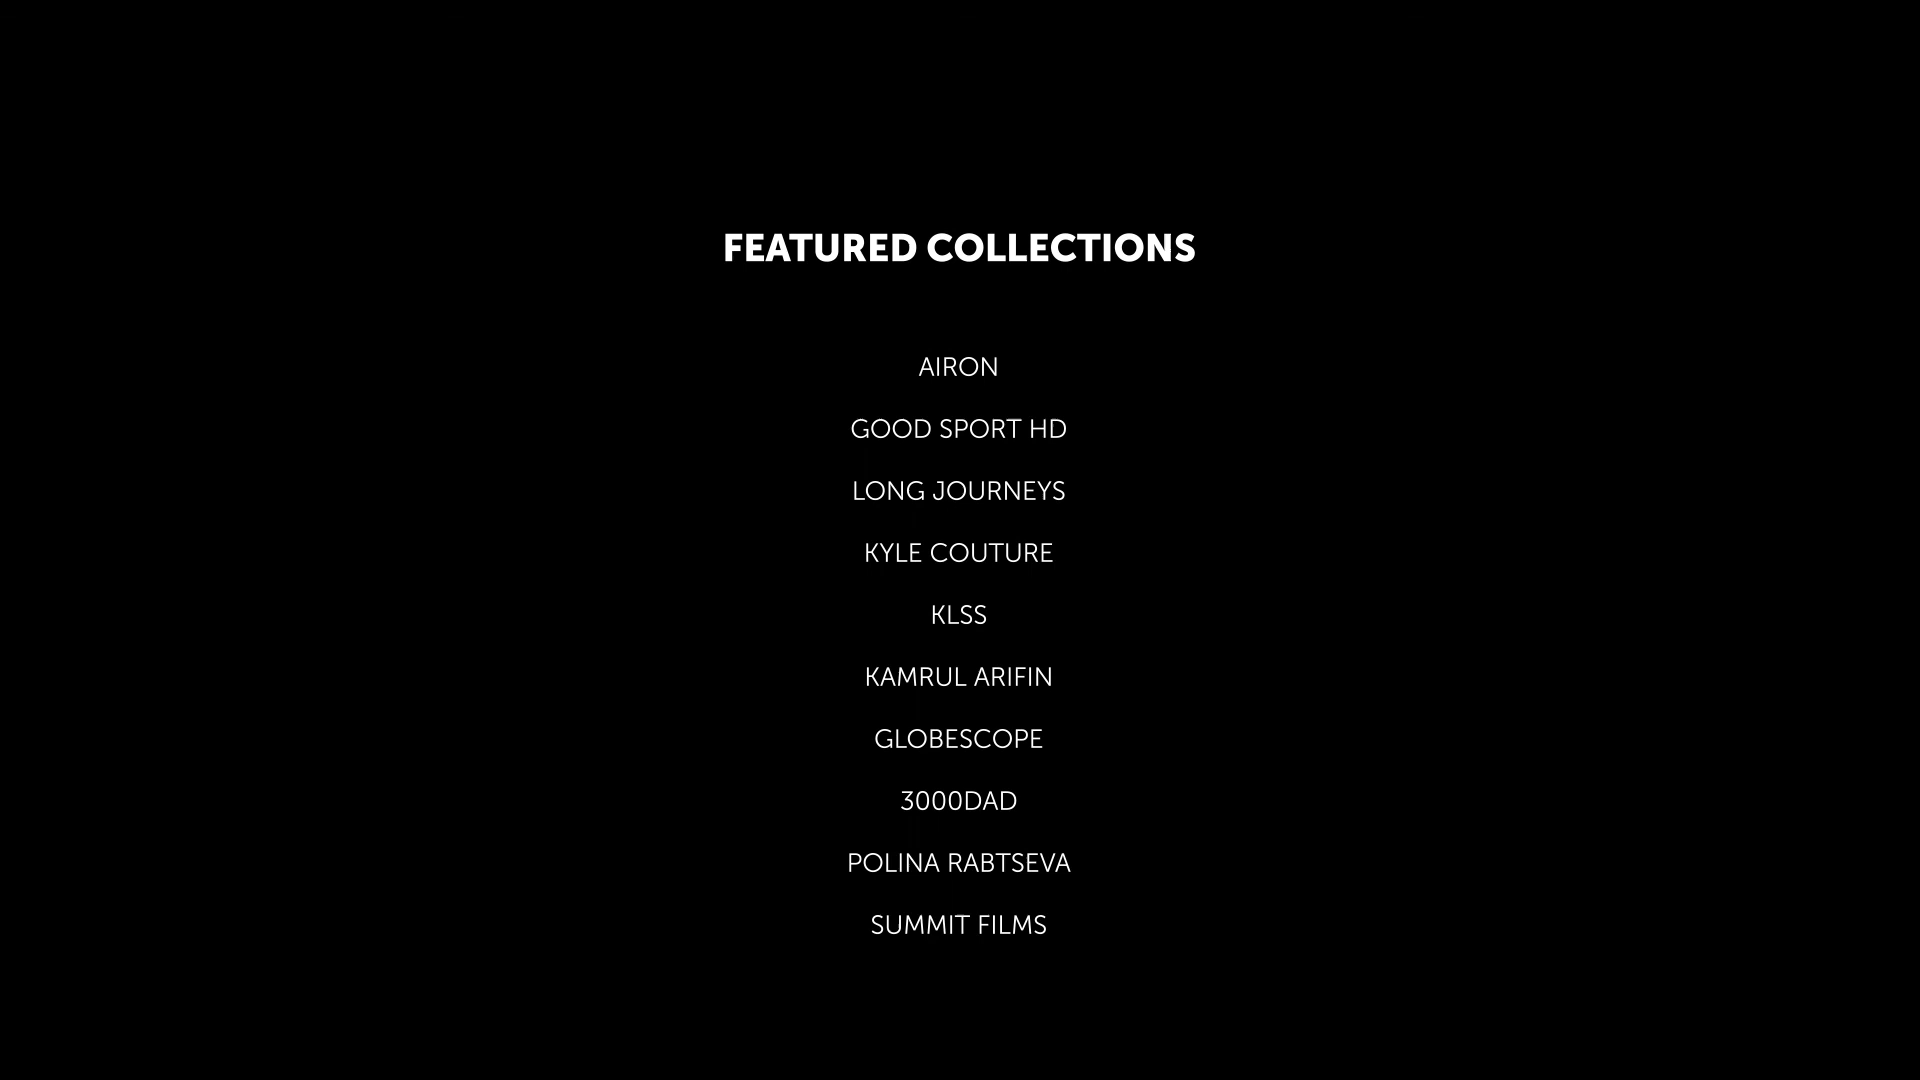 FEATURED COLLECTIONS
AIRON
GOOD SPORT HD
LONG JOURNEYS
KYLE COUTURE
KLSS
KAMRUL ARIFIN
GLOBESCOPE
3000DAD
POLINA RABTSEVA
SUMMIT FILMS